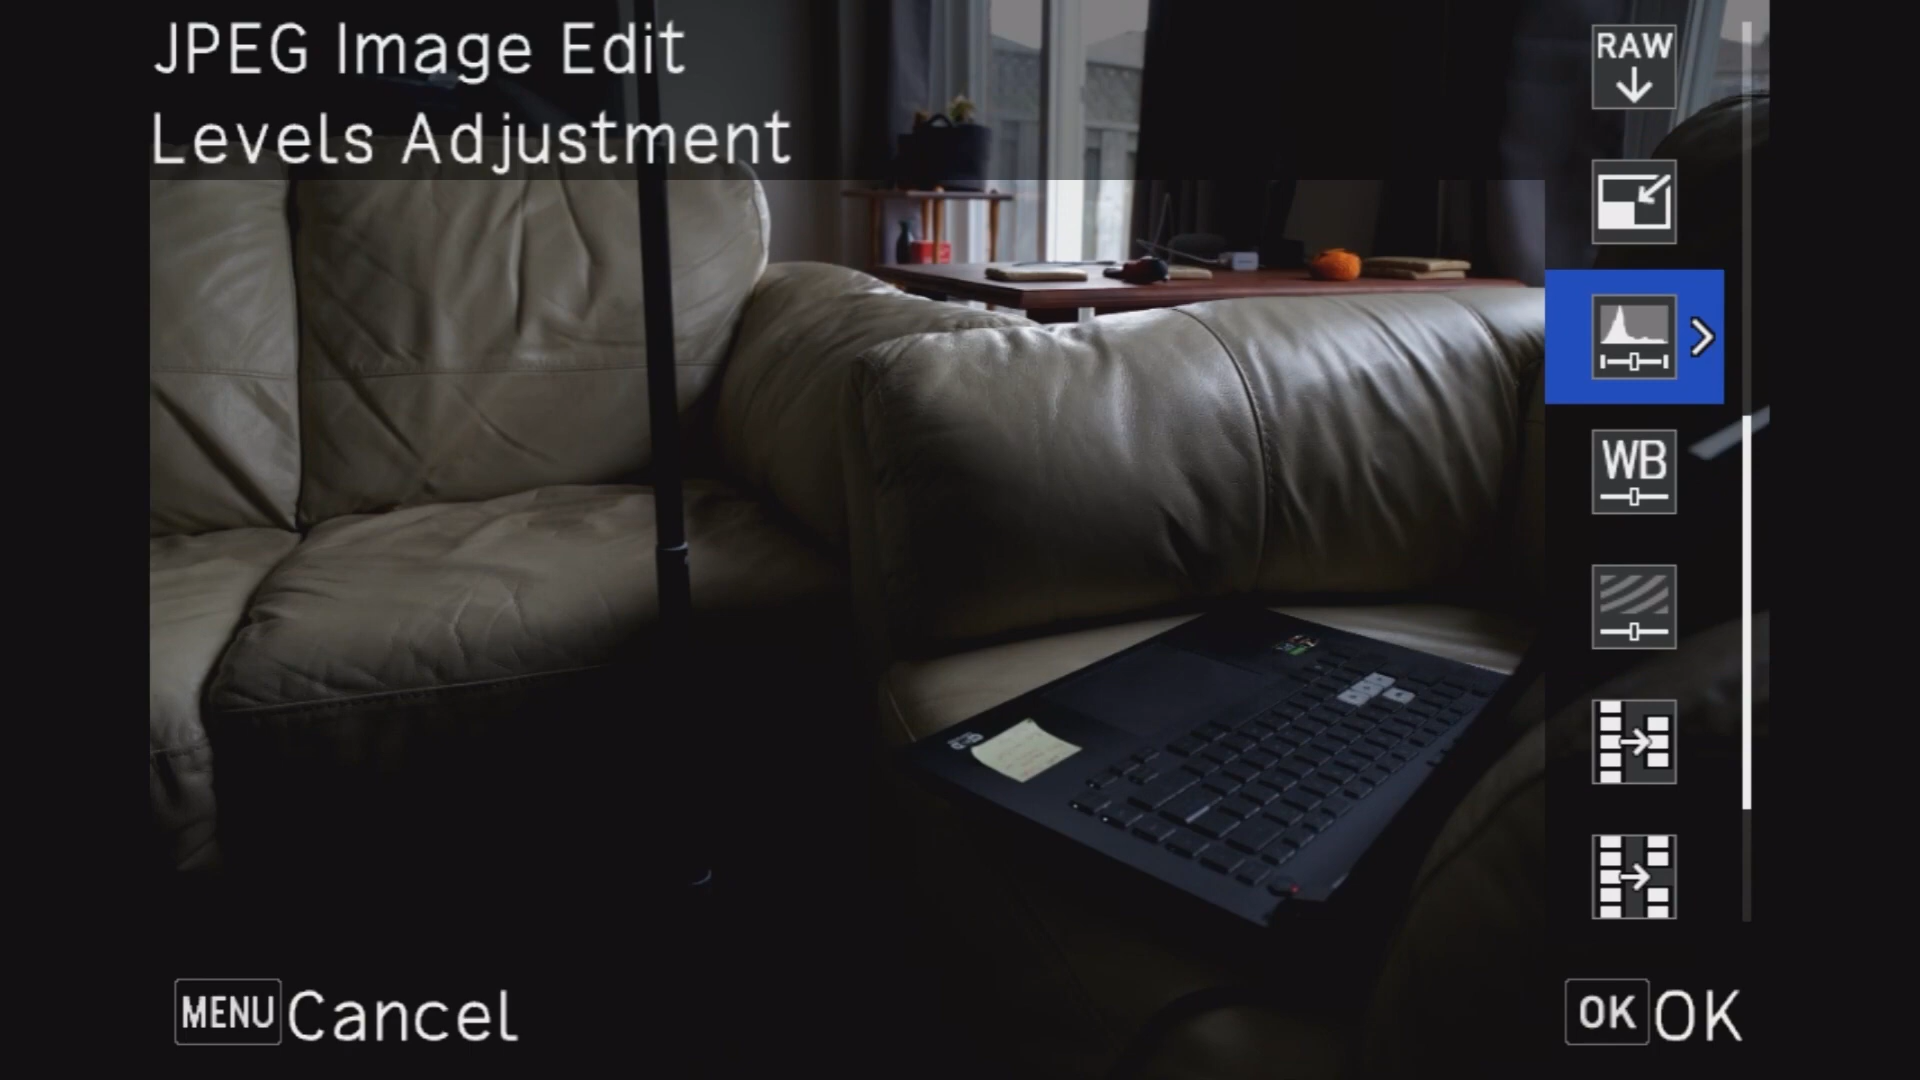 JPEG Image Edit
Levels Adjustment
RAW
WB
MENU Cancel
OK OK